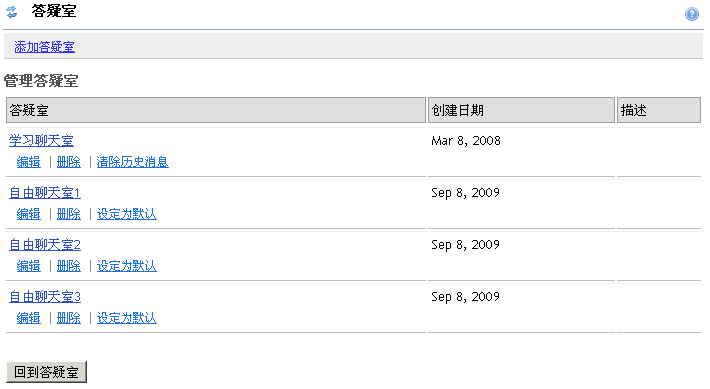 答疑室
添加答疑室
管理答疑室
答疑室 创建日期 描述
学习聊天室 Mar 8, 2008
编辑 | 删除 | 清除历史消息
自由聊天室1 Sep 8, 2009
编辑 | 删除 | 设定为默认
自由聊天室2 Sep 8, 2009
编辑 | 删除 | 设定为默认
自由聊天室3 Sep 8, 2009
编辑 | 删除 | 设定为默认
回到答疑室